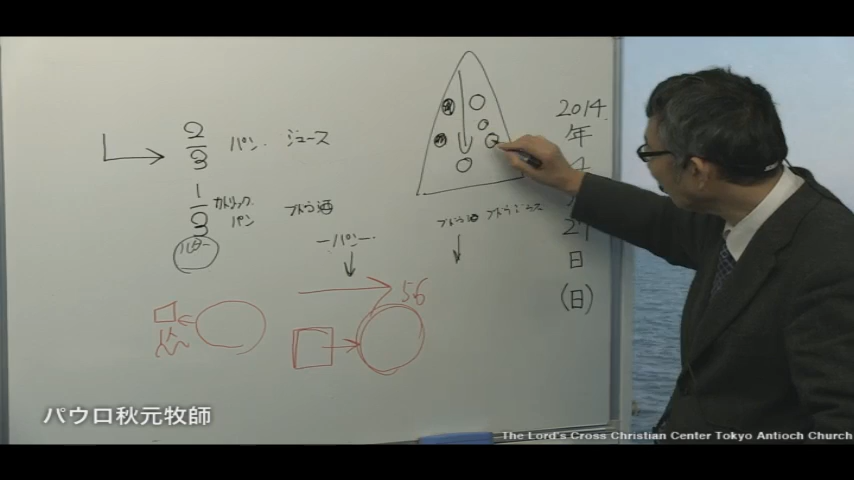 2
3 パン ジュース
1
3 カトリック
パン ブドウ酒
ーパンー
ブドウ酒 ブドウジュース
56
2014
年
月
日
(日)
パウロ秋元牧師
The Lord's Cross Christian Center Tokyo Antioch Church